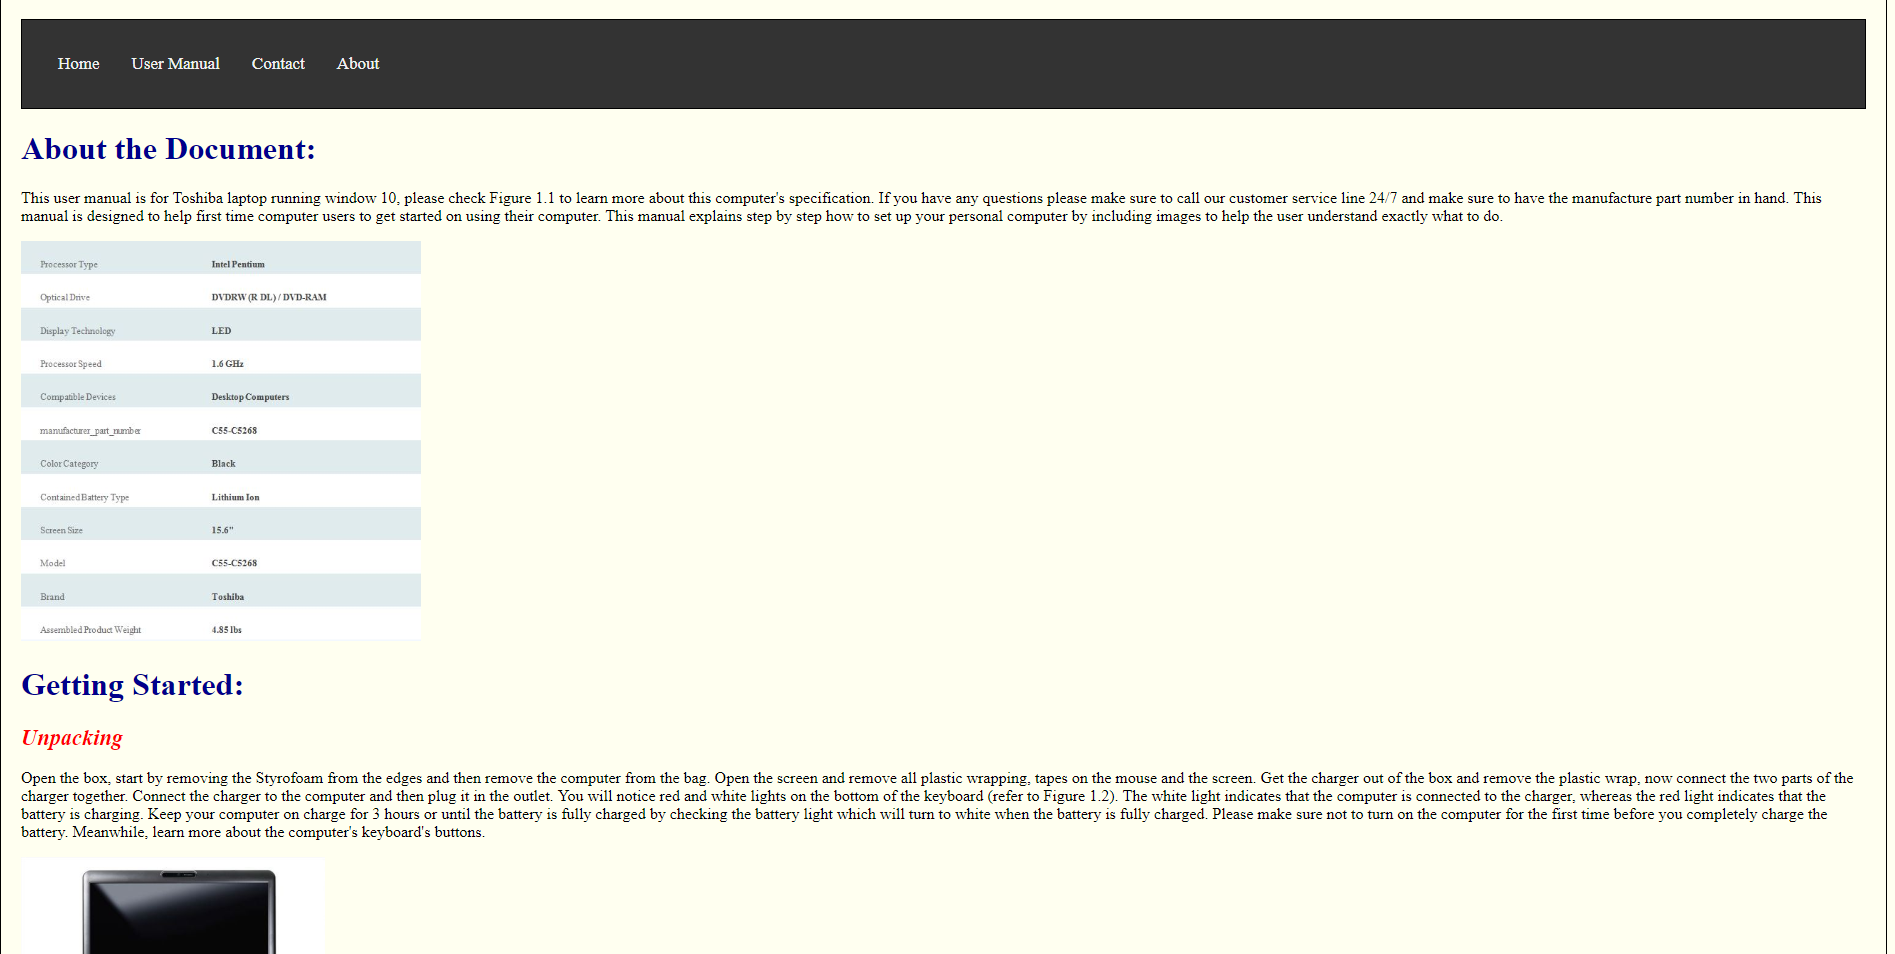 Home User Manual Contact About
About the Document:
This user manual is for Toshiba laptop running window 10, please check Figure 1.1 to learn more about this computer's specification. If you have any questions please make sure to call our customer service line 24/7 and make sure to have the manufacture part number in hand. This
manual is designed to help first time computer users to get started on using their computer. This manual explains step by step how to set up your personal computer by including images to help the user understand exactly what to do.
Processor Type Intel Pentium
Optical Drive DVDRW (R DL) / DVD-RAM
Display Technology LED
Processor Speed 1.6 GHz
Compatible Devices Desktop Computers
manufacturer_part_number C55-C5268
Color Category Black
Contained Battery Type Lithium Ion
Screen Size 15.6"
Model C55-C5268
Brand Toshiba
Assembled Product Weight 4.85 lbs
Getting Started:
Unpacking
Open the box, start by removing the Styrofoam from the edges and then remove the computer from the bag. Open the screen and remove all plastic wrapping, tapes on the mouse and the screen. Get the charger out of the box and remove the plastic wrap, now connect the two parts of the
charger together. Connect the charger to the computer and then plug it in the outlet. You will notice red and white lights on the bottom of the keyboard (refer to Figure 1.2). The white light indicates that the computer is connected to the charger, whereas the red light indicates that the
battery is charging. Keep your computer on charge for 3 hours or until the battery is fully charged by checking the battery light which will turn to white when the battery is fully charged. Please make sure not to turn on the computer for the first time before you completely charge the
battery. Meanwhile, learn more about the computer's keyboard's buttons.